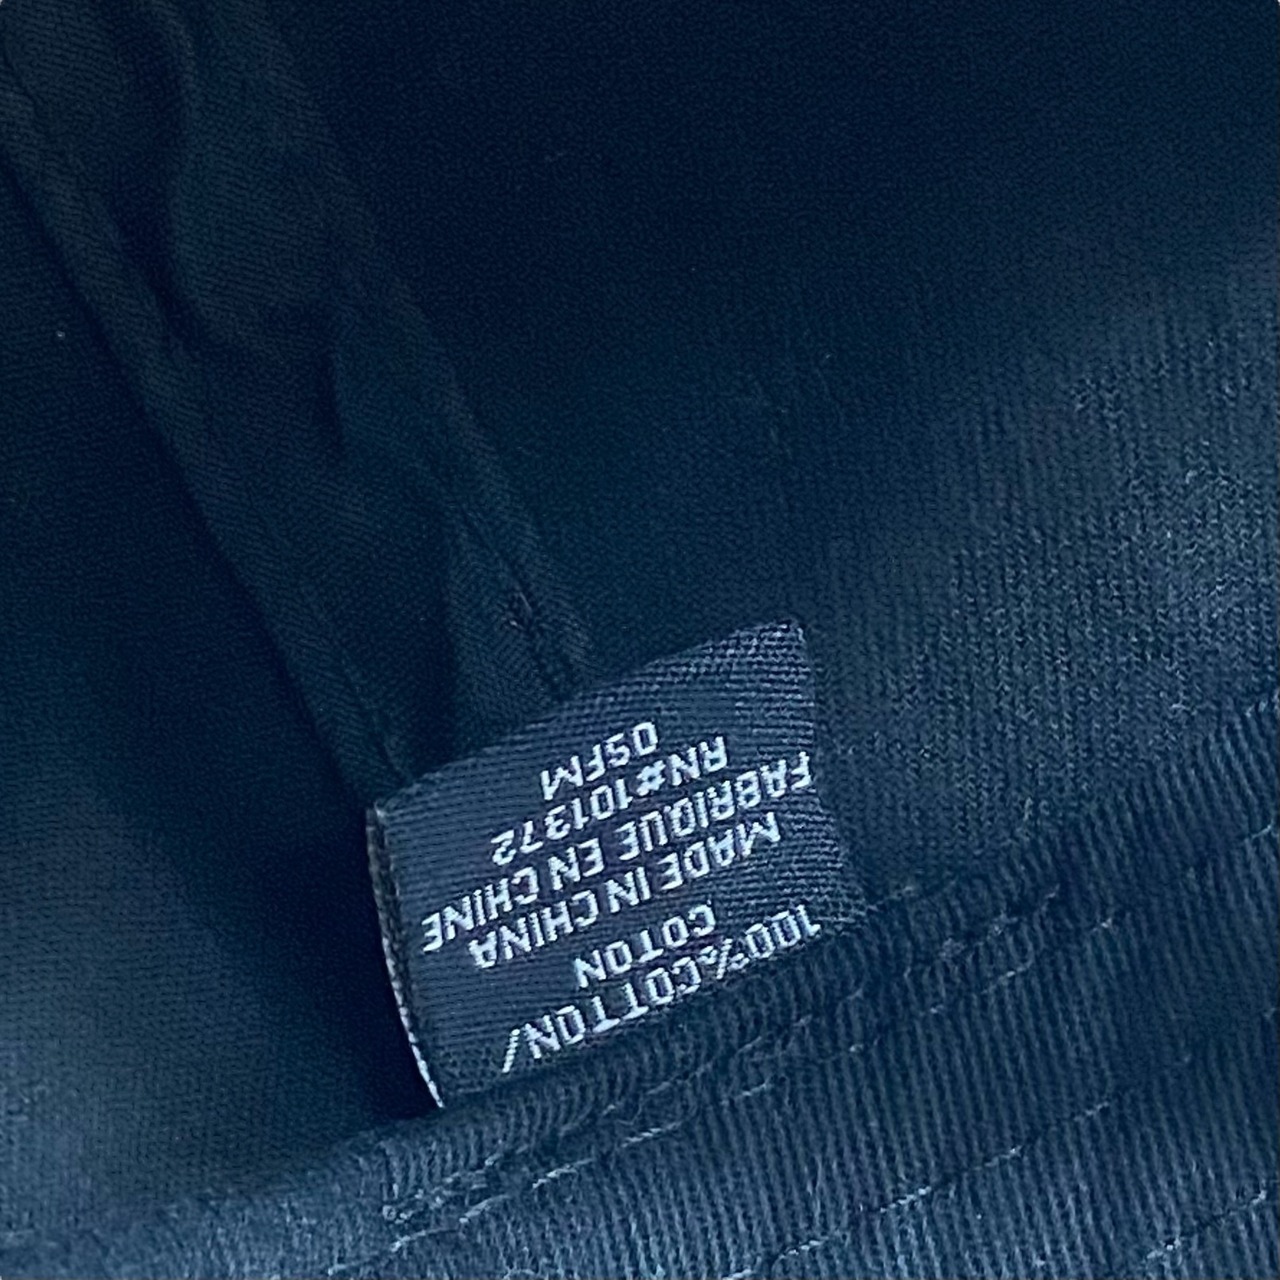 100%COTTON/
COTON
MADE IN CHINA
FABRIQUE EN CHINE
RN#101372
OSFM